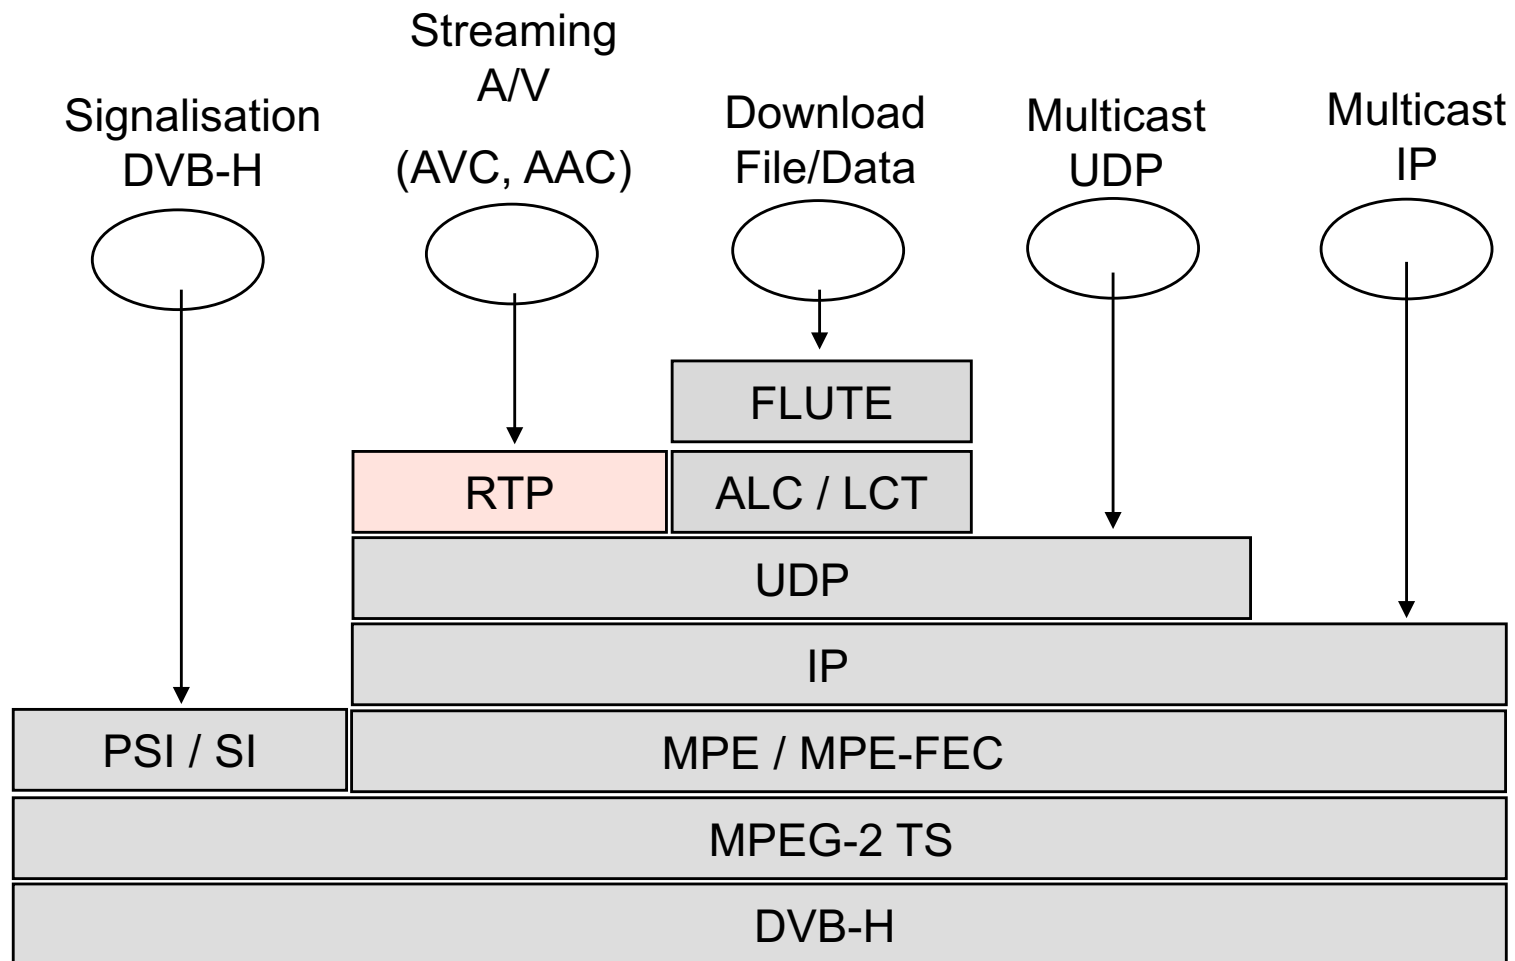 Streaming
A/V
(AVC, AAC)
Signalisation
DVB-H
Download
File/Data
Multicast
UDP
Multicast
IP
FLUTE
RTP
ALC / LCT
UDP
IP
PSI / SI
MPE / MPE-FEC
MPEG-2 TS
DVB-H